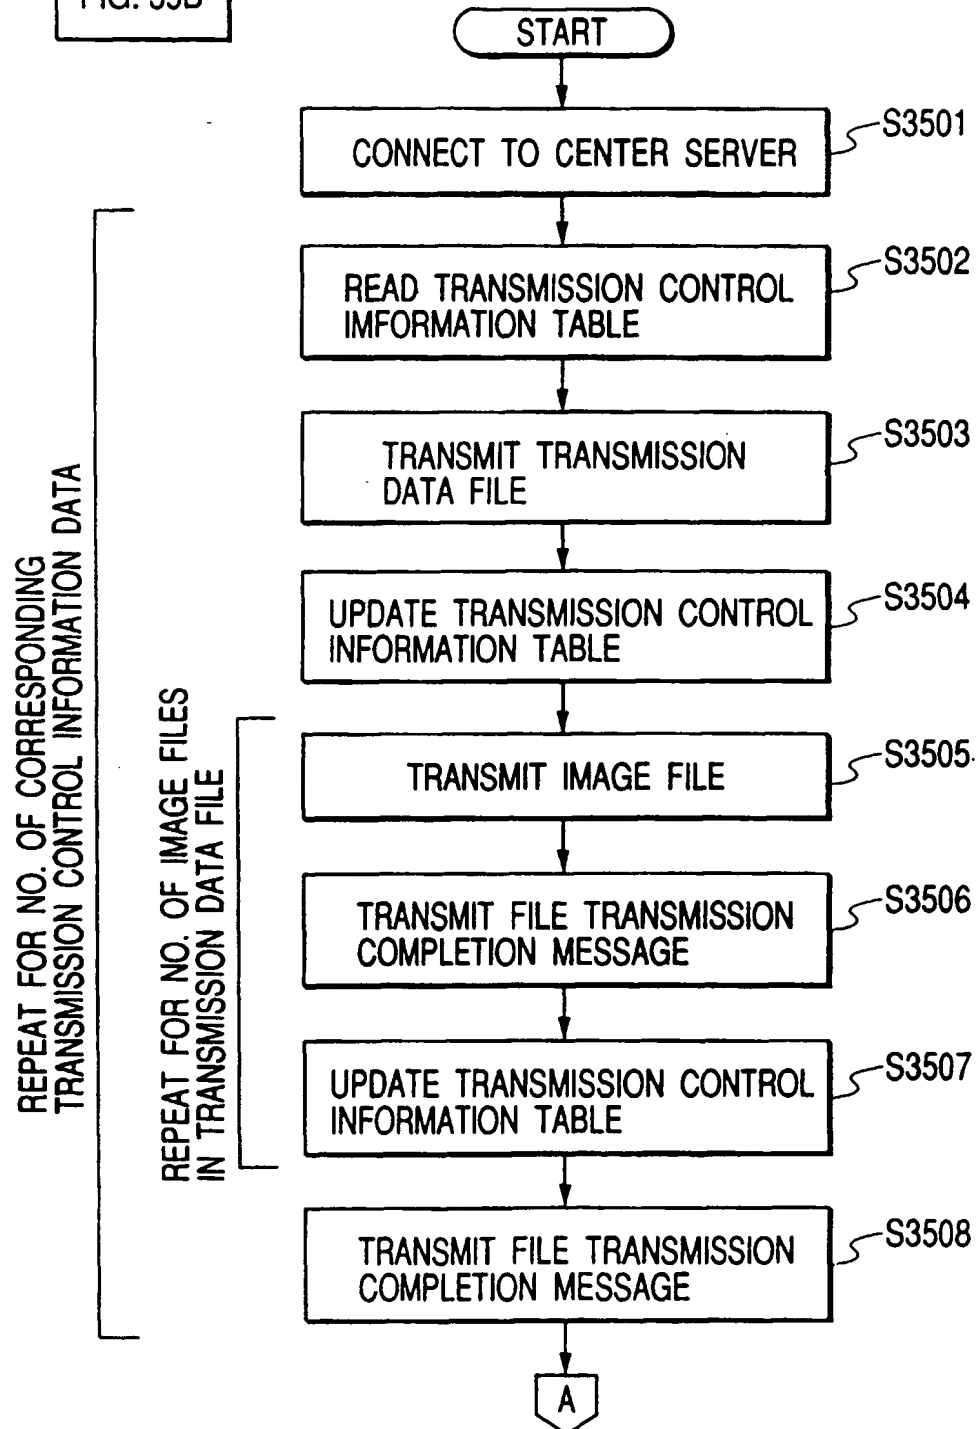 FIG. 35B
START
CONNECT TO CENTER SERVER
S3501
READ TRANSMISSION CONTROL
IMFORMATION TABLE
S3502
TRANSMIT TRANSMISSION
DATA FILE
S3503
UPDATE TRANSMISSION CONTROL
INFORMATION TABLE
S3504
TRANSMIT IMAGE FILE
S3505
TRANSMIT FILE TRANSMISSION
COMPLETION MESSAGE
S3506
UPDATE TRANSMISSION CONTROL
INFORMATION TABLE
S3507
TRANSMIT FILE TRANSMISSION
COMPLETION MESSAGE
S3508
A
REPEAT FOR NO. OF CORRESPONDING
TRANSMISSION CONTROL INFORMATION DATA
REPEAT FOR NO. OF IMAGE FILES
IN TRANSMISSION DATA FILE